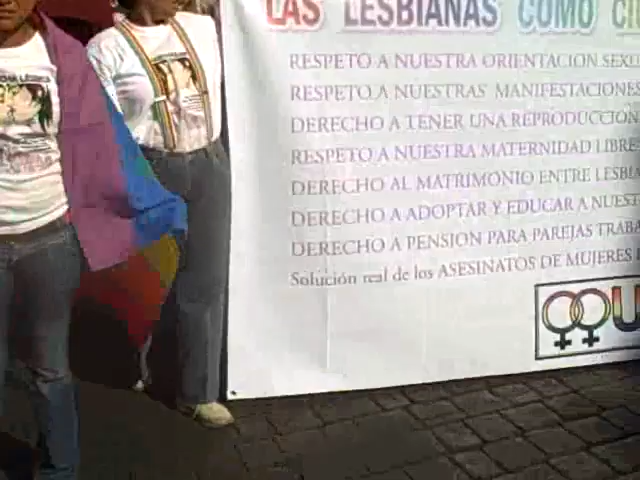 LAS LESBIANAS COMO
RESPETO A NUESTRA ORIENTACION
RESPETO A NUESTRAS MANIFESTACIONES
DERECHO A TENER UNA REPRODUCCION
RESPETO A NUESTRA MATERNIDAD LIBRE
DERECHO AL MATRIMONIO ENTRE
DERECHO A ADOPTAR Y EDUCAR A
DERECHO A PENSION PARA PAREJAS
Solución real de los ASESINATOS DE MUJERES